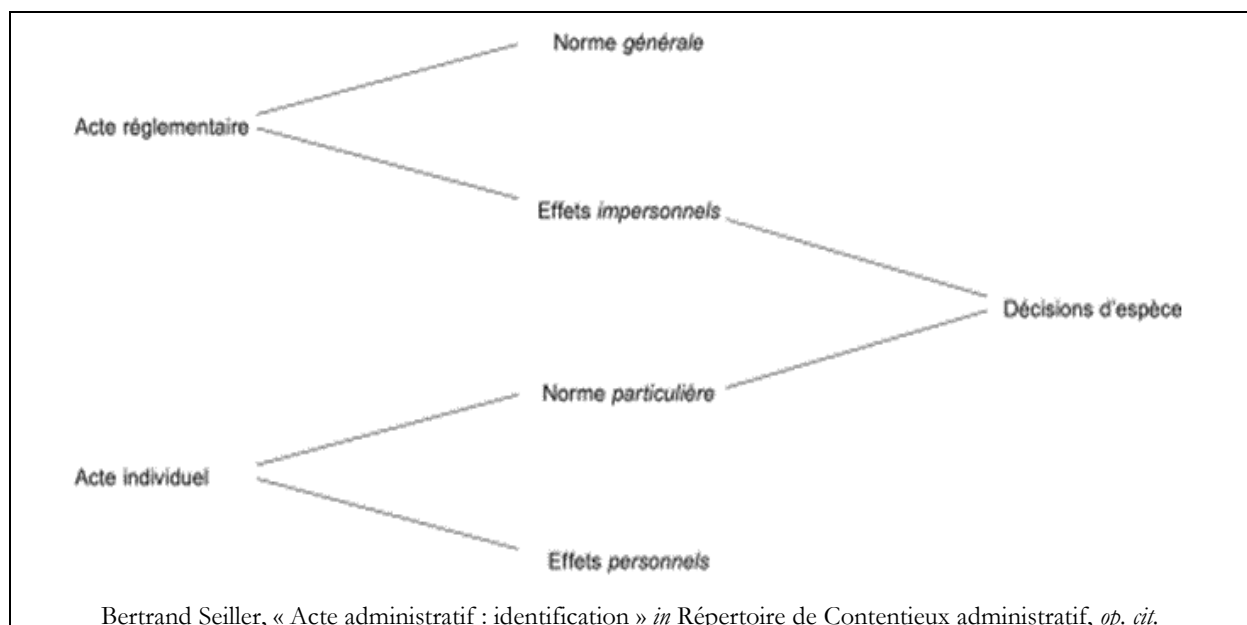 Norme générale
Acte réglementaire
Effets impersonnels
Décisions d'espèce
Norme particulière
Acte individuel
Effets personnels
Bertrand Seiller, « Acte administratif : identification » in Répertoire de Contentieux administratif, op. cit.